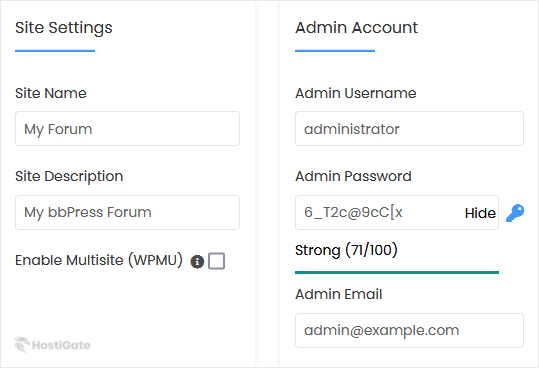 Site Settings
Site Name
My Forum
Site Description
My bbPress Forum
Enable Multisite (WPMU)
HostiGate
Admin Account
Admin Username
administrator
Admin Password
6_T2c@9cC[x Hide
Strong (71/100)
Admin Email
admin@example.com